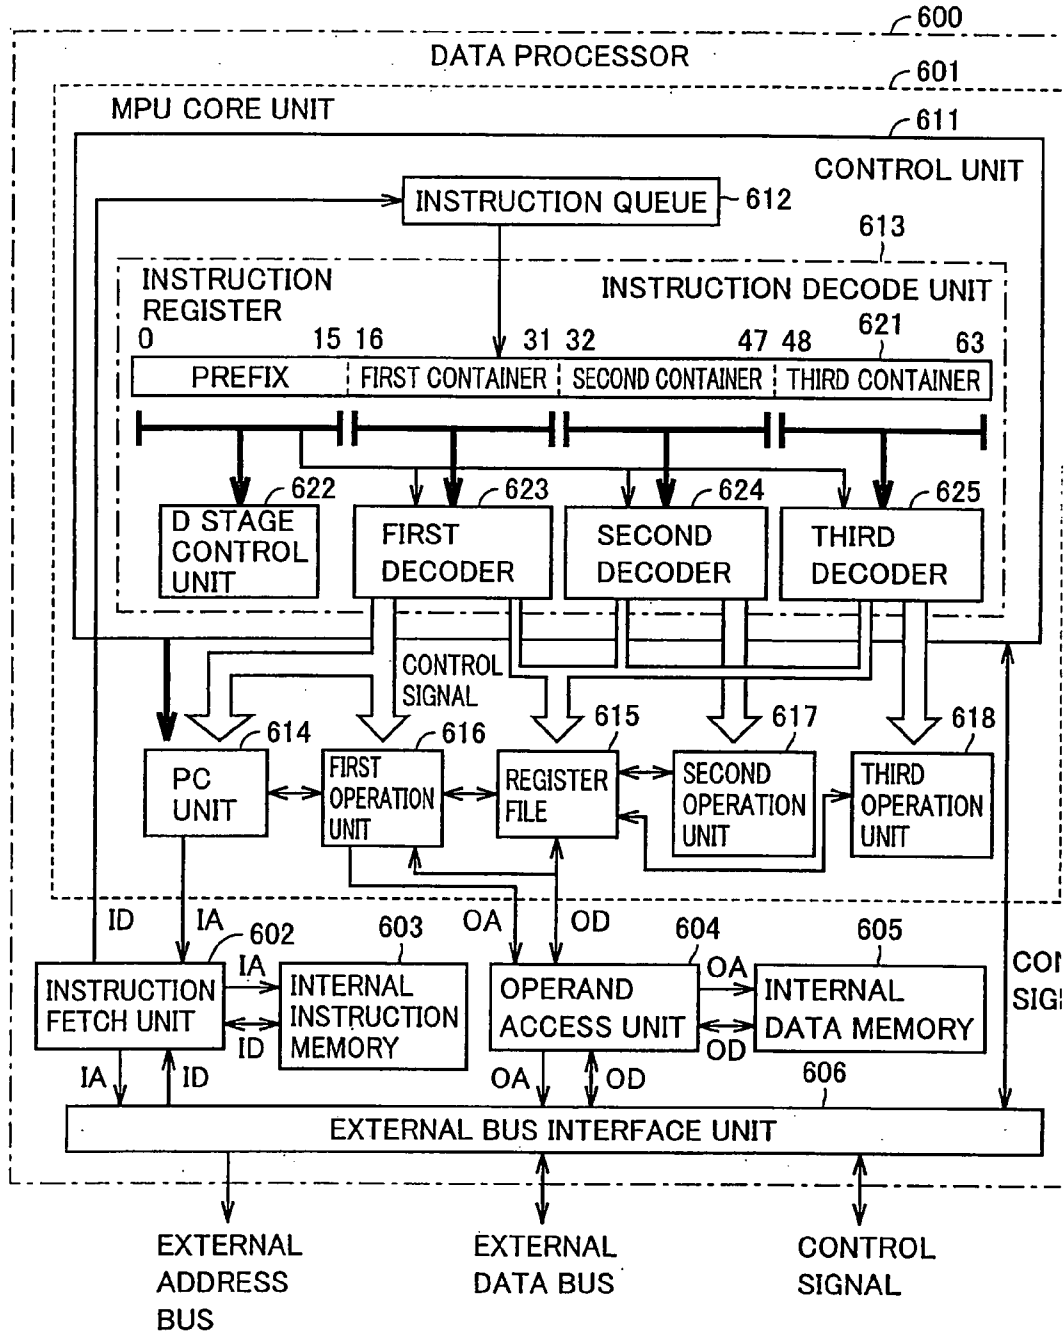 600
DATA PROCESSOR
601
MPU CORE UNIT
611
CONTROL UNIT
INSTRUCTION QUEUE
612
613
INSTRUCTION
REGISTER
INSTRUCTION DECODE UNIT
621
0 15 16 31 32 47 48 63
PREFIX
FIRST CONTAINER
SECOND CONTAINER
THIRD CONTAINER
622
623
624
625
D STAGE
CONTROL
UNIT
FIRST
DECODER
SECOND
DECODER
THIRD
DECODER
CONTROL
SIGNAL
614
616
615
617
618
PC
UNIT
FIRST
OPERATION
UNIT
REGISTER
FILE
SECOND
OPERATION
UNIT
THIRD
OPERATION
UNIT
ID
IA
OA
OD
602
603
604
605
INSTRUCTION
FETCH UNIT
IA
ID
INTERNAL
INSTRUCTION
MEMORY
OPERAND
ACCESS UNIT
OA
OD
INTERNAL
DATA MEMORY
CON
SIG
IA
ID
OA
OD
606
EXTERNAL BUS INTERFACE UNIT
EXTERNAL
ADDRESS
BUS
EXTERNAL
DATA BUS
CONTROL
SIGNAL